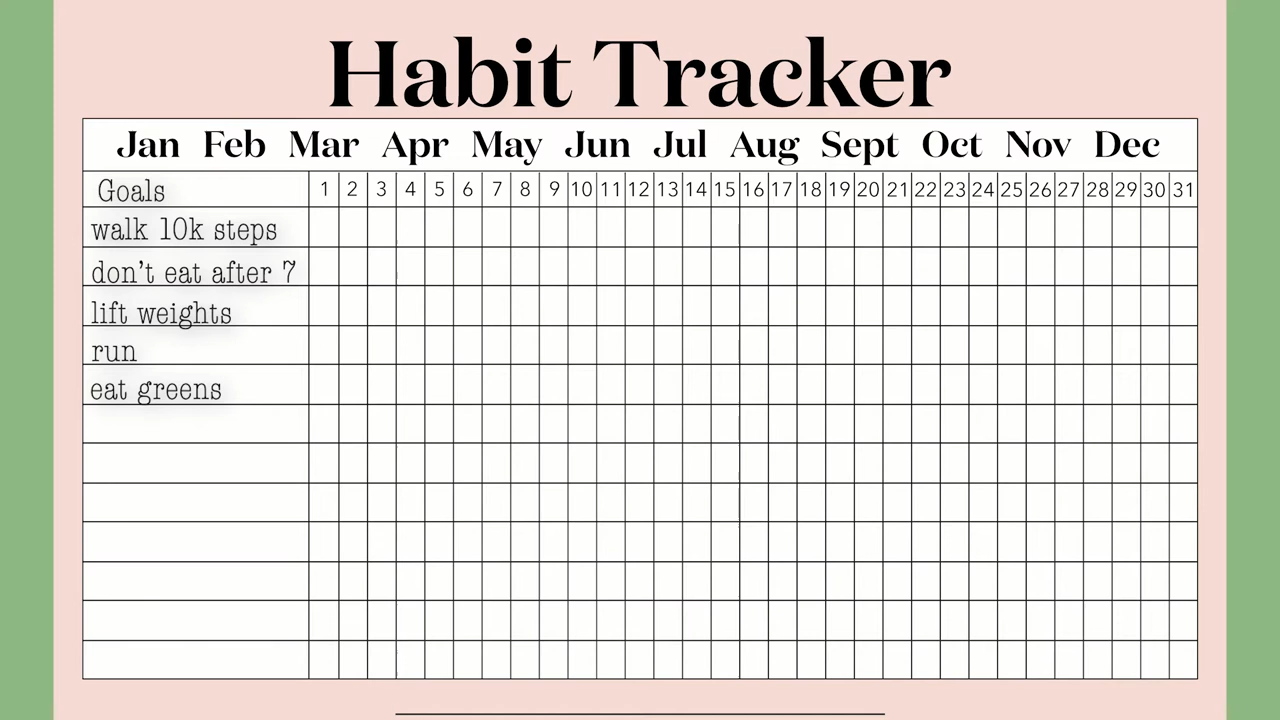 Habit Tracker
Jan Feb Mar Apr May Jun Jul Aug Sept Oct Nov Dec
Goals 1 2 3 4 5 6 7 8 9 10 11 12 13 14 15 16 17 18 19 20 21 22 23 24 25 26 27 28 29 30 31
walk 10k steps
don't eat after 7
lift weights
run
eat greens